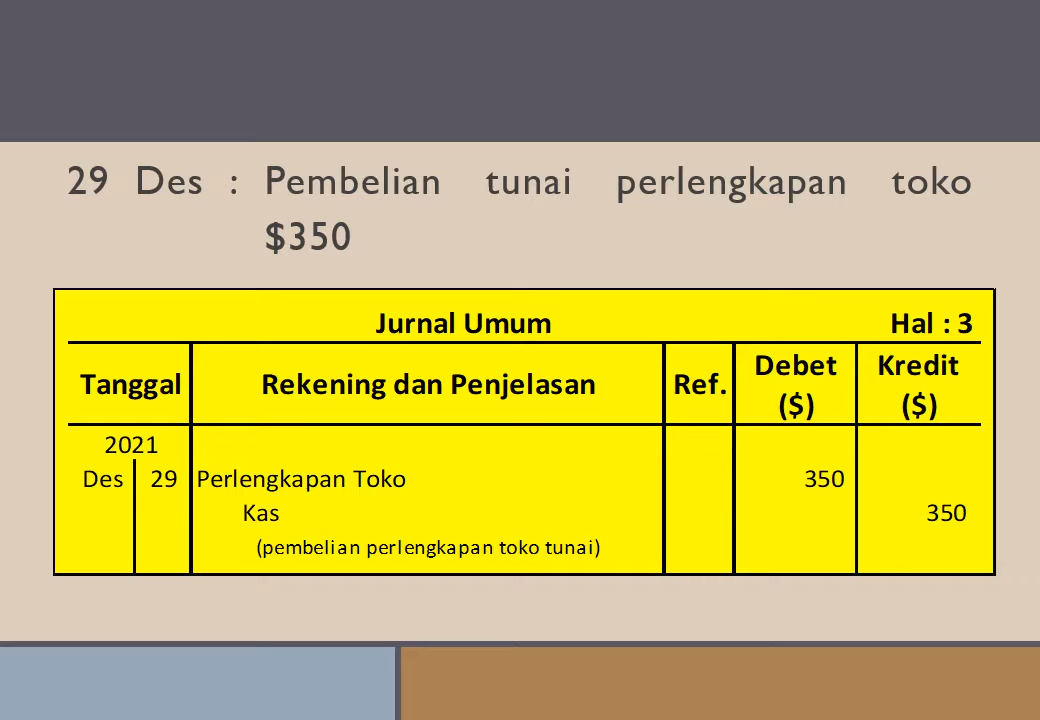 29 Des : Pembelian tunai perlengkapan toko
$350
Jurnal Umum Hal : 3
Tanggal Rekening dan Penjelasan Ref. Debet ($) Kredit ($)
2021
Des 29 Perlengkapan Toko 350
Kas 350
(pembelian perlengkapan toko tunai)